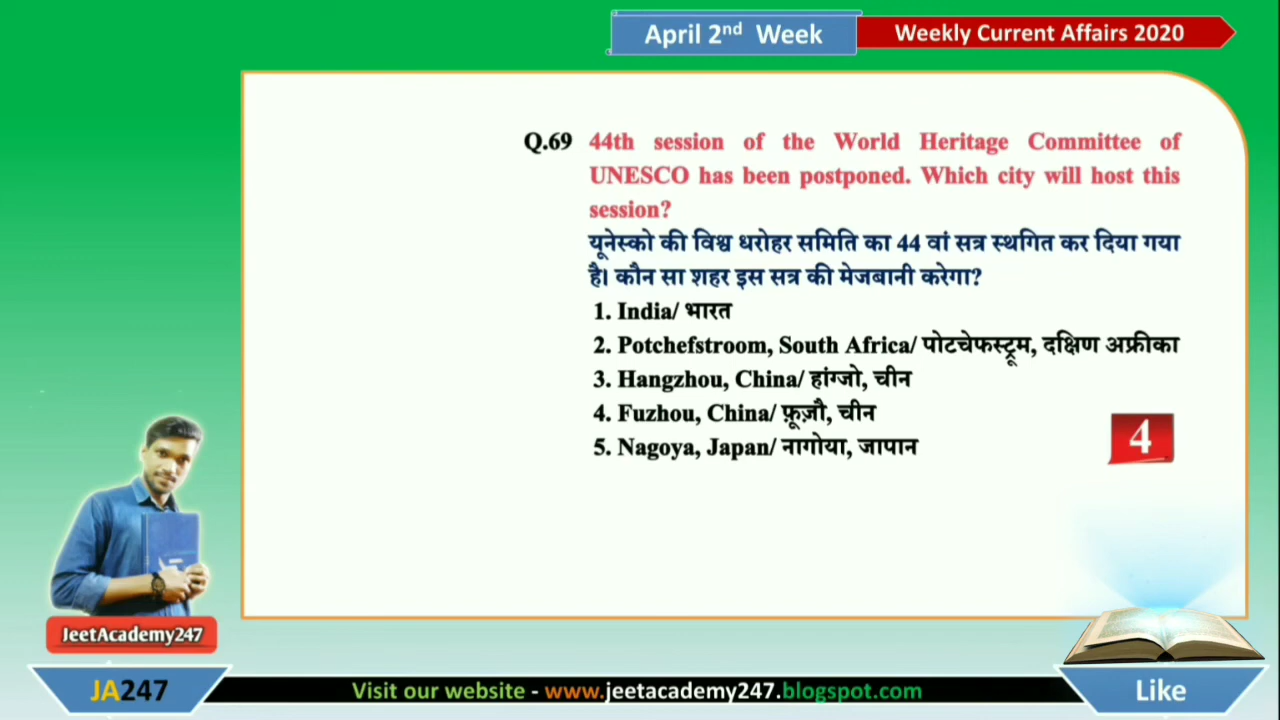 April 2nd Week
Weekly Current Affairs 2020
Q.69 44th session of the World Heritage Committee of
UNESCO has been postponed. Which city will host this
session?
यूनेस्को की विश्व धरोहर समिति का 44 वां सत्र स्थगित कर दिया गया
है। कौन सा शहर इस सत्र की मेजबानी करेगा?
1. India/ भारत
2. Potchefstroom, South Africa/ पोटचेफस्ट्रूम, दक्षिण अफ्रीका
3. Hangzhou, China/ हांग्जो, चीन
4. Fuzhou, China/ फ़ूज़ौ, चीन
5. Nagoya, Japan/ नागोया, जापान
4
JeetAcademy247
JA247
Visit our website - www.jeetacademy247.blogspot.com
Like